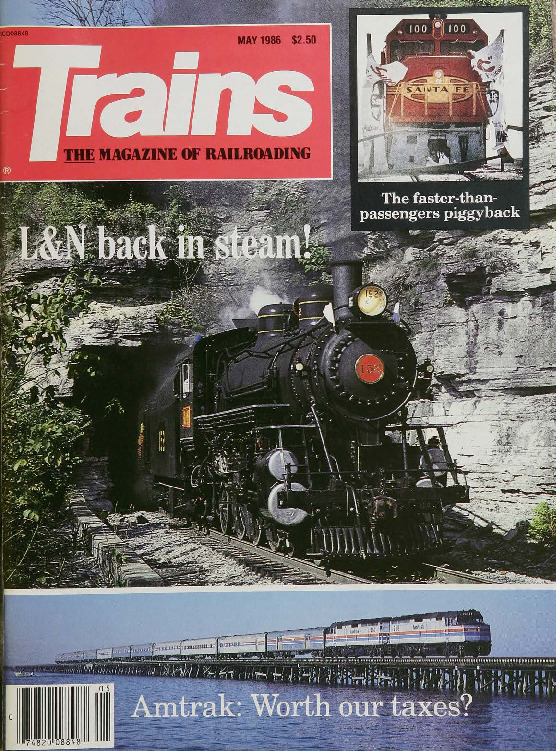 MAY 1986 $2.50
Trains
®
THE MAGAZINE OF RAILROADING
100 100
SANTA FE
The faster-than-
passengers piggyback
L&N back in steam!
152
152
Amtrak: Worth our taxes?